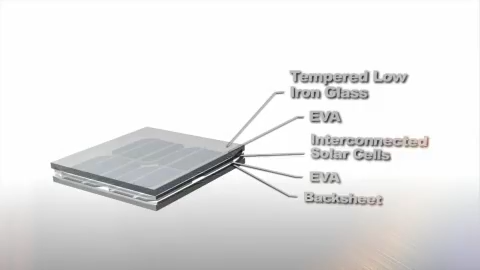 Tempered Low
Iron Glass
EVA
Interconnected
Solar Cells
EVA
Backsheet